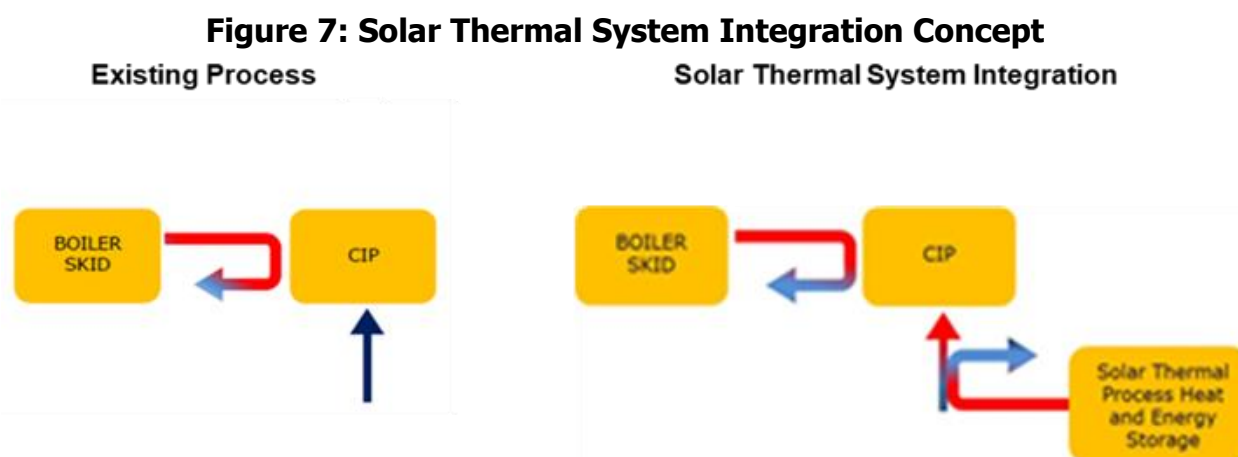 Figure 7: Solar Thermal System Integration Concept
Existing Process
Solar Thermal System Integration
BOILER
SKID
CIP
BOILER
SKID
CIP
Solar Thermal
Process Heat
and Energy
Storage